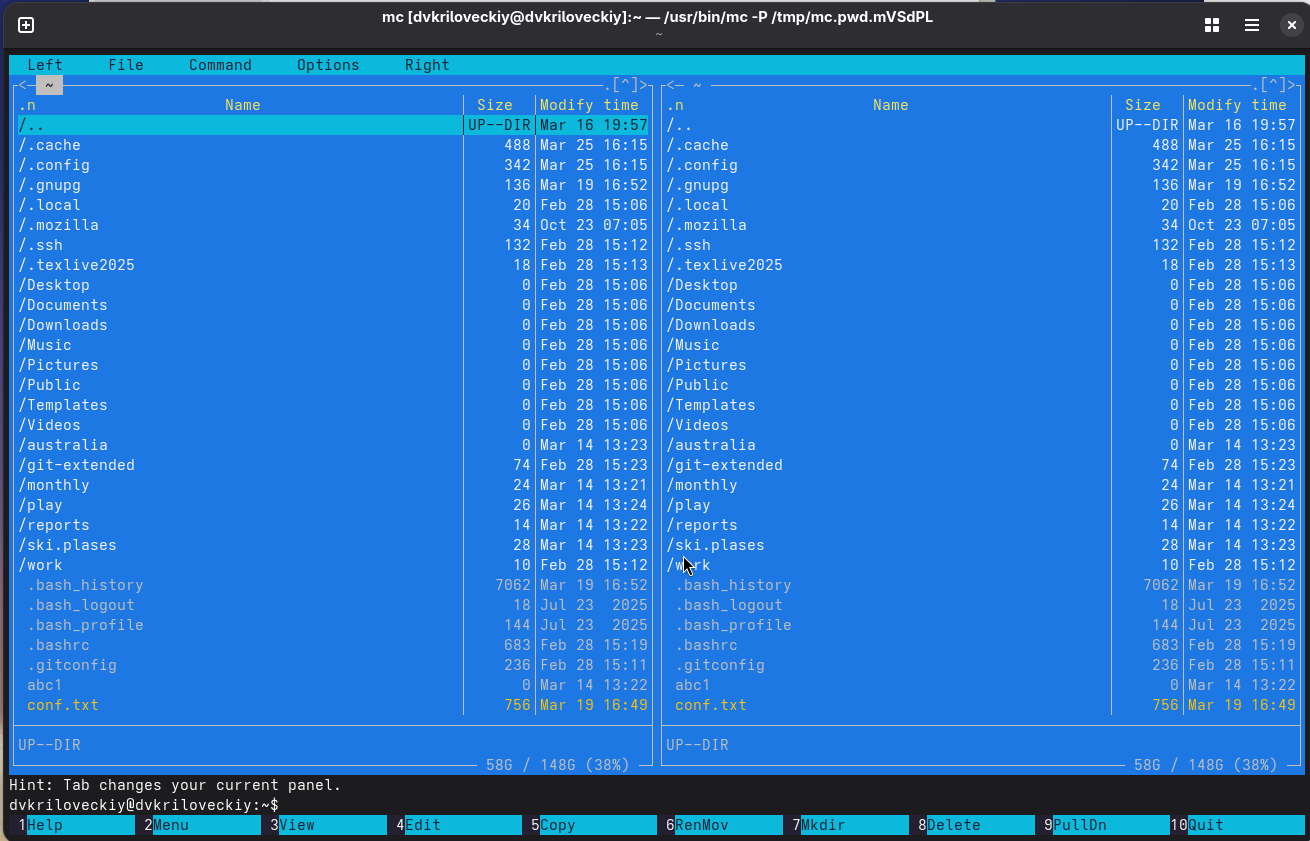 mc [dvkriloveckiy@dvkriloveckiy]:~ — /usr/bin/mc -P /tmp/mc.pwd.mVSdPL
~
Left File Command Options Right
<─ ~ .[^]> <─ ~ .[^]>
.n Name Size Modify time .n Name Size Modify time
/.. UP--DIR Mar 16 19:57 /.. UP--DIR Mar 16 19:57
/.cache 488 Mar 25 16:15 /.cache 488 Mar 25 16:15
/.config 342 Mar 25 16:15 /.config 342 Mar 25 16:15
/.gnupg 136 Mar 19 16:52 /.gnupg 136 Mar 19 16:52
/.local 20 Feb 28 15:06 /.local 20 Feb 28 15:06
/.mozilla 34 Oct 23 07:05 /.mozilla 34 Oct 23 07:05
/.ssh 132 Feb 28 15:12 /.ssh 132 Feb 28 15:12
/.texlive2025 18 Feb 28 15:13 /.texlive2025 18 Feb 28 15:13
/Desktop 0 Feb 28 15:06 /Desktop 0 Feb 28 15:06
/Documents 0 Feb 28 15:06 /Documents 0 Feb 28 15:06
/Downloads 0 Feb 28 15:06 /Downloads 0 Feb 28 15:06
/Music 0 Feb 28 15:06 /Music 0 Feb 28 15:06
/Pictures 0 Feb 28 15:06 /Pictures 0 Feb 28 15:06
/Public 0 Feb 28 15:06 /Public 0 Feb 28 15:06
/Templates 0 Feb 28 15:06 /Templates 0 Feb 28 15:06
/Videos 0 Feb 28 15:06 /Videos 0 Feb 28 15:06
/australia 0 Mar 14 13:23 /australia 0 Mar 14 13:23
/git-extended 74 Feb 28 15:23 /git-extended 74 Feb 28 15:23
/monthly 24 Mar 14 13:21 /monthly 24 Mar 14 13:21
/play 26 Mar 14 13:24 /play 26 Mar 14 13:24
/reports 14 Mar 14 13:22 /reports 14 Mar 14 13:22
/ski.plases 28 Mar 14 13:23 /ski.plases 28 Mar 14 13:23
/work 10 Feb 28 15:12 /work 10 Feb 28 15:12
.bash_history 7062 Mar 19 16:52 .bash_history 7062 Mar 19 16:52
.bash_logout 18 Jul 23 2025 .bash_logout 18 Jul 23 2025
.bash_profile 144 Jul 23 2025 .bash_profile 144 Jul 23 2025
.bashrc 683 Feb 28 15:19 .bashrc 683 Feb 28 15:19
.gitconfig 236 Feb 28 15:11 .gitconfig 236 Feb 28 15:11
abc1 0 Mar 14 13:22 abc1 0 Mar 14 13:22
conf.txt 756 Mar 19 16:49 conf.txt 756 Mar 19 16:49
UP--DIR UP--DIR
58G / 148G (38%) 58G / 148G (38%)
Hint: Tab changes your current panel.
dvkriloveckiy@dvkriloveckiy:~$
1Help 2Menu 3View 4Edit 5Copy 6RenMov 7Mkdir 8Delete 9PullDn 10Quit